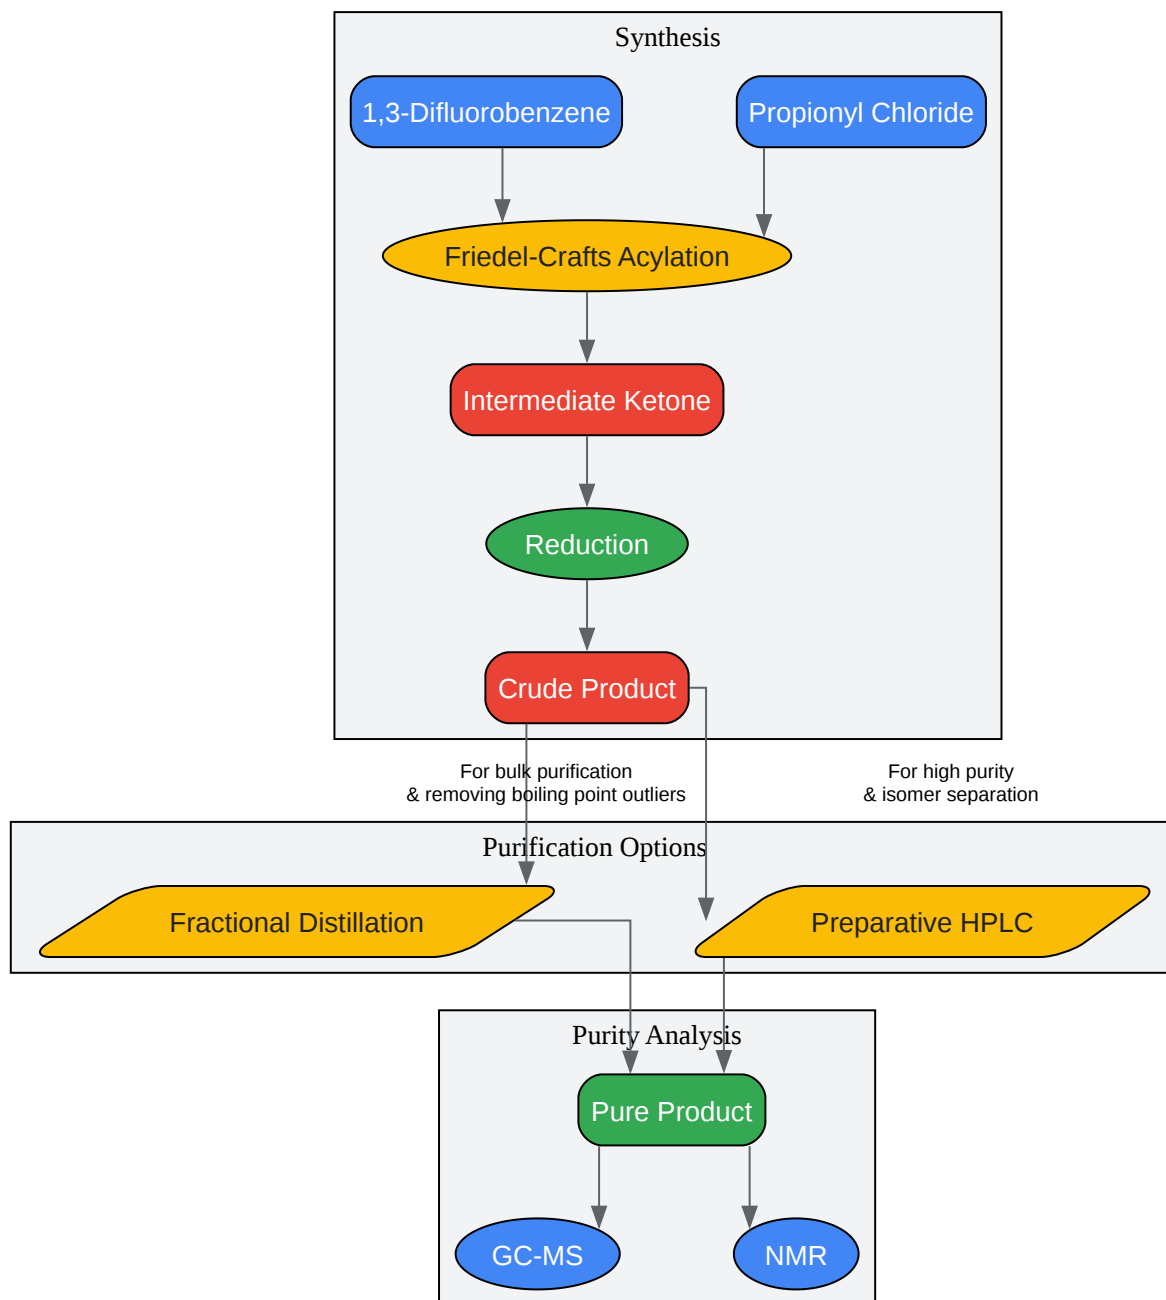 Synthesis
1,3-Difluorobenzene
Propionyl Chloride
Friedel-Crafts Acylation
Intermediate Ketone
Reduction
Crude Product
For bulk purification
& removing boiling point outliers
For high purity
& isomer separation
Purification Options
Fractional Distillation
Preparative HPLC
Purity Analysis
Pure Product
GC-MS
NMR